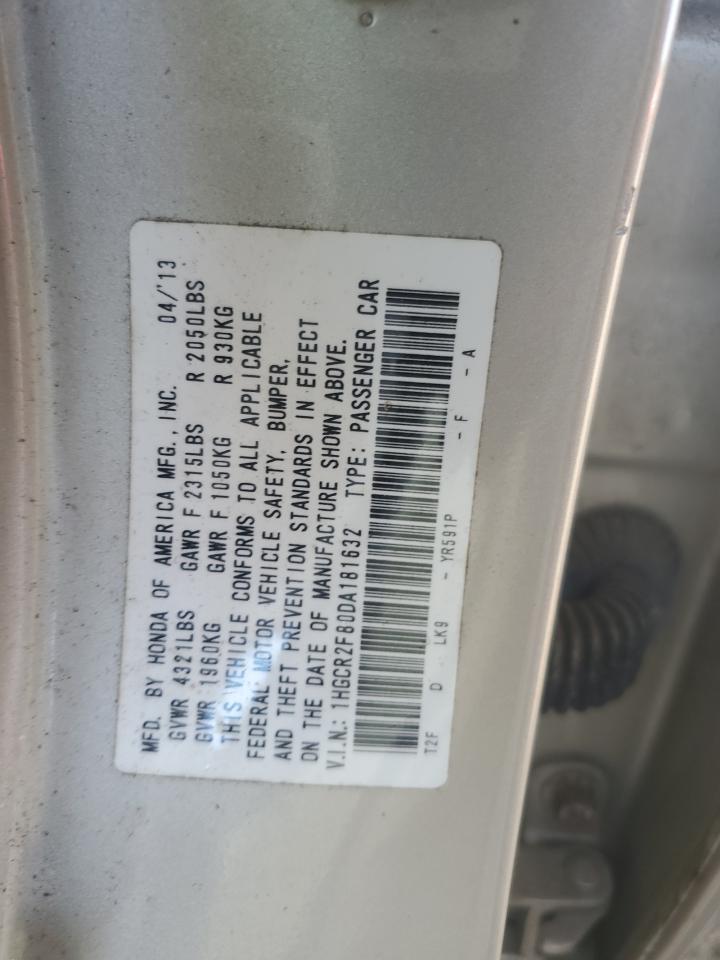 MFD. BY HONDA OF AMERICA MFG., INC. 04/'13
GVWR 4321LBS GAWR F 2315LBS R 2050LBS
GVWR 1960KG GAWR F 1050KG R 930KG
THIS VEHICLE CONFORMS TO ALL APPLICABLE
FEDERAL MOTOR VEHICLE SAFETY, BUMPER,
AND THEFT PREVENTION STANDARDS IN EFFECT
ON THE DATE OF MANUFACTURE SHOWN ABOVE.
V.I.N.: 1HGCR2F80DA181632 TYPE: PASSENGER CAR
T2F D LK9 - YR591P - F - A